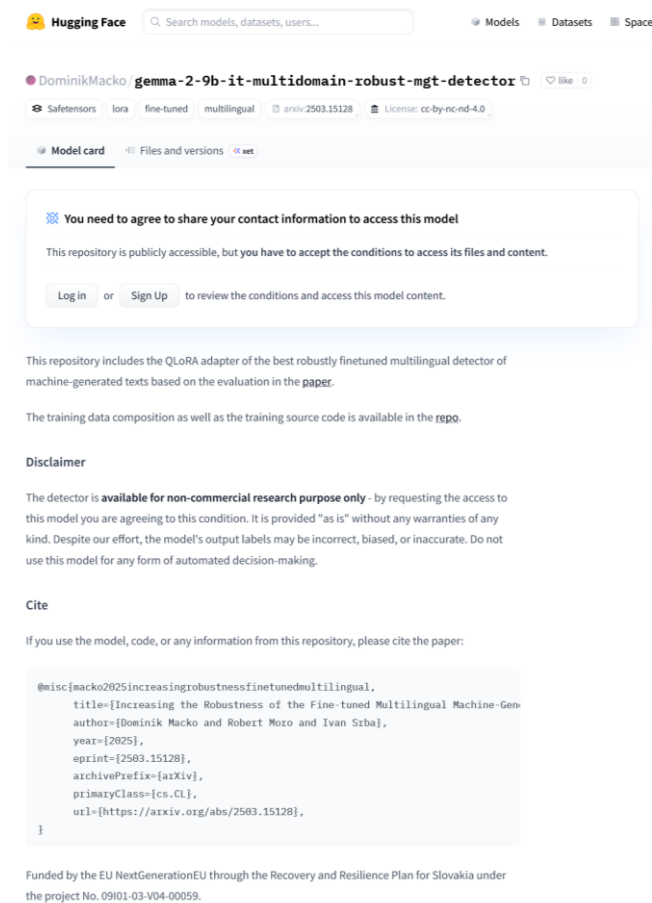 Hugging Face
Search models, datasets, users...
Models
Datasets
Space
DominikMacko/gemma-2-9b-it-multidomain-robust-mgt-detector
like 0
Safetensors
lora
fine-tuned
multilingual
arxiv:2503.15128
License: cc-by-nc-nd-4.0
Model card
Files and versions
xet
You need to agree to share your contact information to access this model
This repository is publicly accessible, but you have to accept the conditions to access its files and content.
Log in or Sign Up to review the conditions and access this model content.
This repository includes the QLoRA adapter of the best robustly finetuned multilingual detector of
machine-generated texts based on the evaluation in the paper.
The training data composition as well as the training source code is available in the repo.
Disclaimer
The detector is available for non-commercial research purpose only - by requesting the access to
this model you are agreeing to this condition. It is provided "as is" without any warranties of any
kind. Despite our effort, the model's output labels may be incorrect, biased, or inaccurate. Do not
use this model for any form of automated decision-making.
Cite
If you use the model, code, or any information from this repository, please cite the paper:
@misc{macko2025increasingrobustnessfinetunedmultilingual,
title={Increasing the Robustness of the Fine-tuned Multilingual Machine-Gen
author={Dominik Macko and Robert Moro and Ivan Srba},
year={2025},
eprint={2503.15128},
archivePrefix={arXiv},
primaryClass={cs.CL},
url={https://arxiv.org/abs/2503.15128},
}
Funded by the EU NextGenerationEU through the Recovery and Resilience Plan for Slovakia under
the project No. 09I01-03-V04-00059.